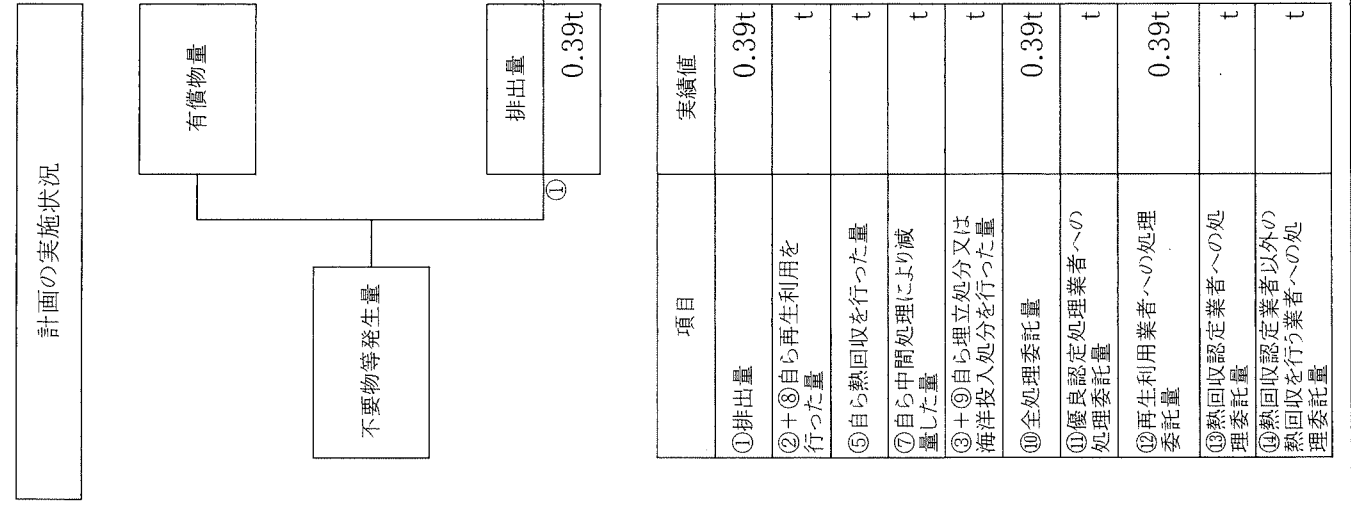 計画の実施状況
不要物等発生量
有償物量
①
排出量
0.39t
項目
実績値
①排出量
0.39t
②+⑧自ら再生利用を
行った量
t
⑤自ら熱回収を行った量
t
⑦自ら中間処理により減
量した量
t
③+⑨自ら埋立処分又は
海洋投入処分を行った量
t
⑩全処理委託量
0.39t
⑪優良認定処理業者への
処理委託量
t
⑫再生利用業者への処理
委託量
0.39t
⑬熱回収認定業者への処
理委託量
t
⑭熱回収認定業者以外の
熱回収を行う業者への処
理委託量
t